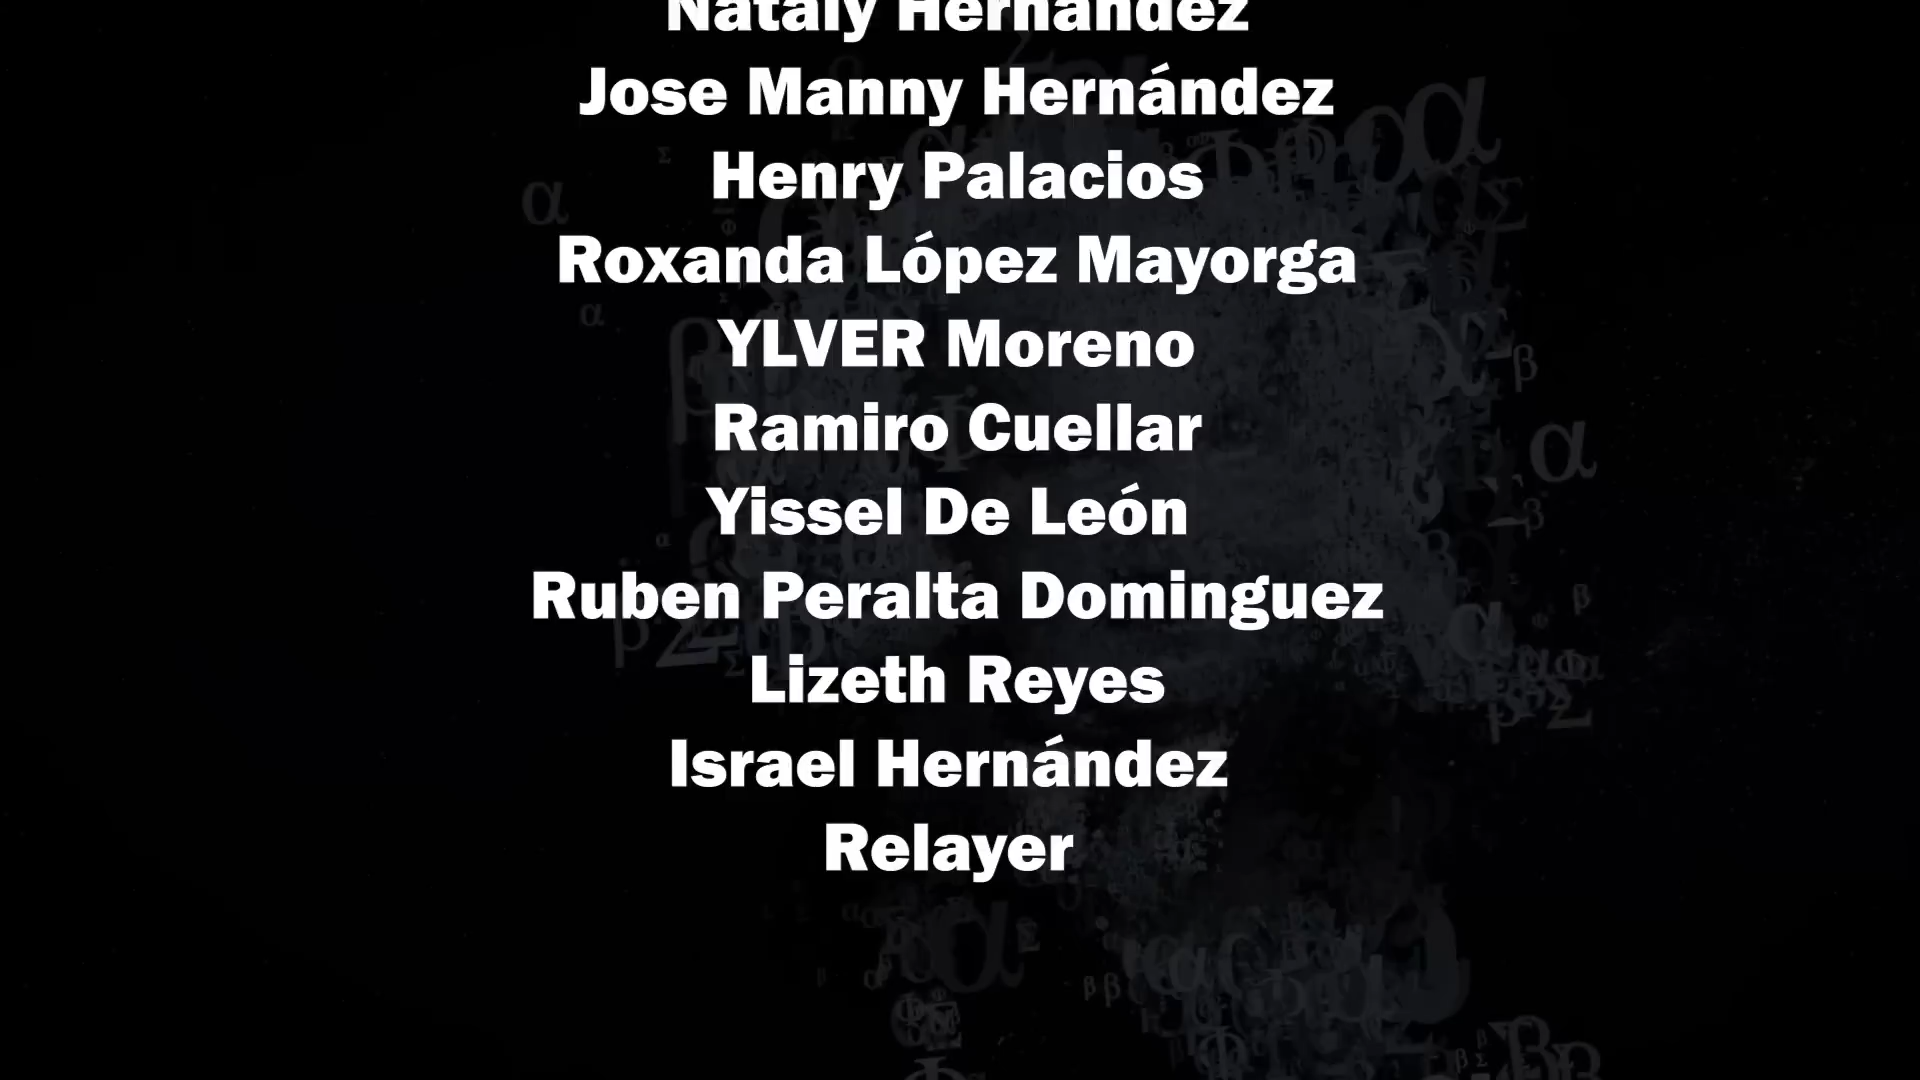 Nataly Hernández
Jose Manny Hernández
Henry Palacios
Roxanda López Mayorga
YLVER Moreno
Ramiro Cuellar
Yissel De León
Ruben Peralta Dominguez
Lizeth Reyes
Israel Hernández
Relayer